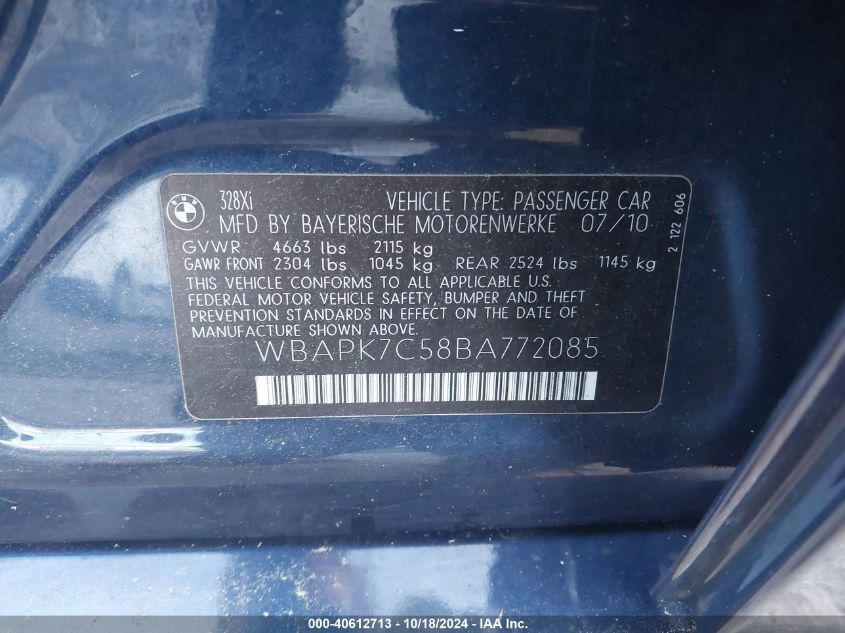 BMW
328Xi VEHICLE TYPE: PASSENGER CAR
MFD BY BAYERISCHE MOTORENWERKE 07/10
GVWR 4663 lbs 2115 kg
GAWR FRONT 2304 lbs 1045 kg REAR 2524 lbs 1145 kg
THIS VEHICLE CONFORMS TO ALL APPLICABLE U.S.
FEDERAL MOTOR VEHICLE SAFETY, BUMPER AND THEFT
PREVENTION STANDARDS IN EFFECT ON THE DATE OF
MANUFACTURE SHOWN ABOVE.
WBAPK7C58BA772085
2 122 606
000-40612713 - 10/18/2024 - IAAI.COM